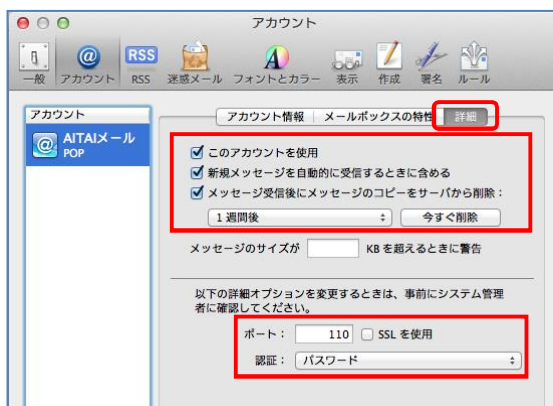 アカウント
RSS
一般 アカウント RSS 迷惑メール フォントとカラー 表示 作成 署名 ルール
アカウント
AITAIメール
POP
アカウント情報 メールボックスの特性 詳細
このアカウントを使用
新規メッセージを自動的に受信するときに含める
メッセージ受信後にメッセージのコピーをサーバから削除：
1 週間後 今すぐ削除
メッセージのサイズが KB を超えるときに警告
以下の詳細オプションを変更するときは、事前にシステム管理
者に確認してください。
ポート： 110 SSL を使用
認証： パスワード